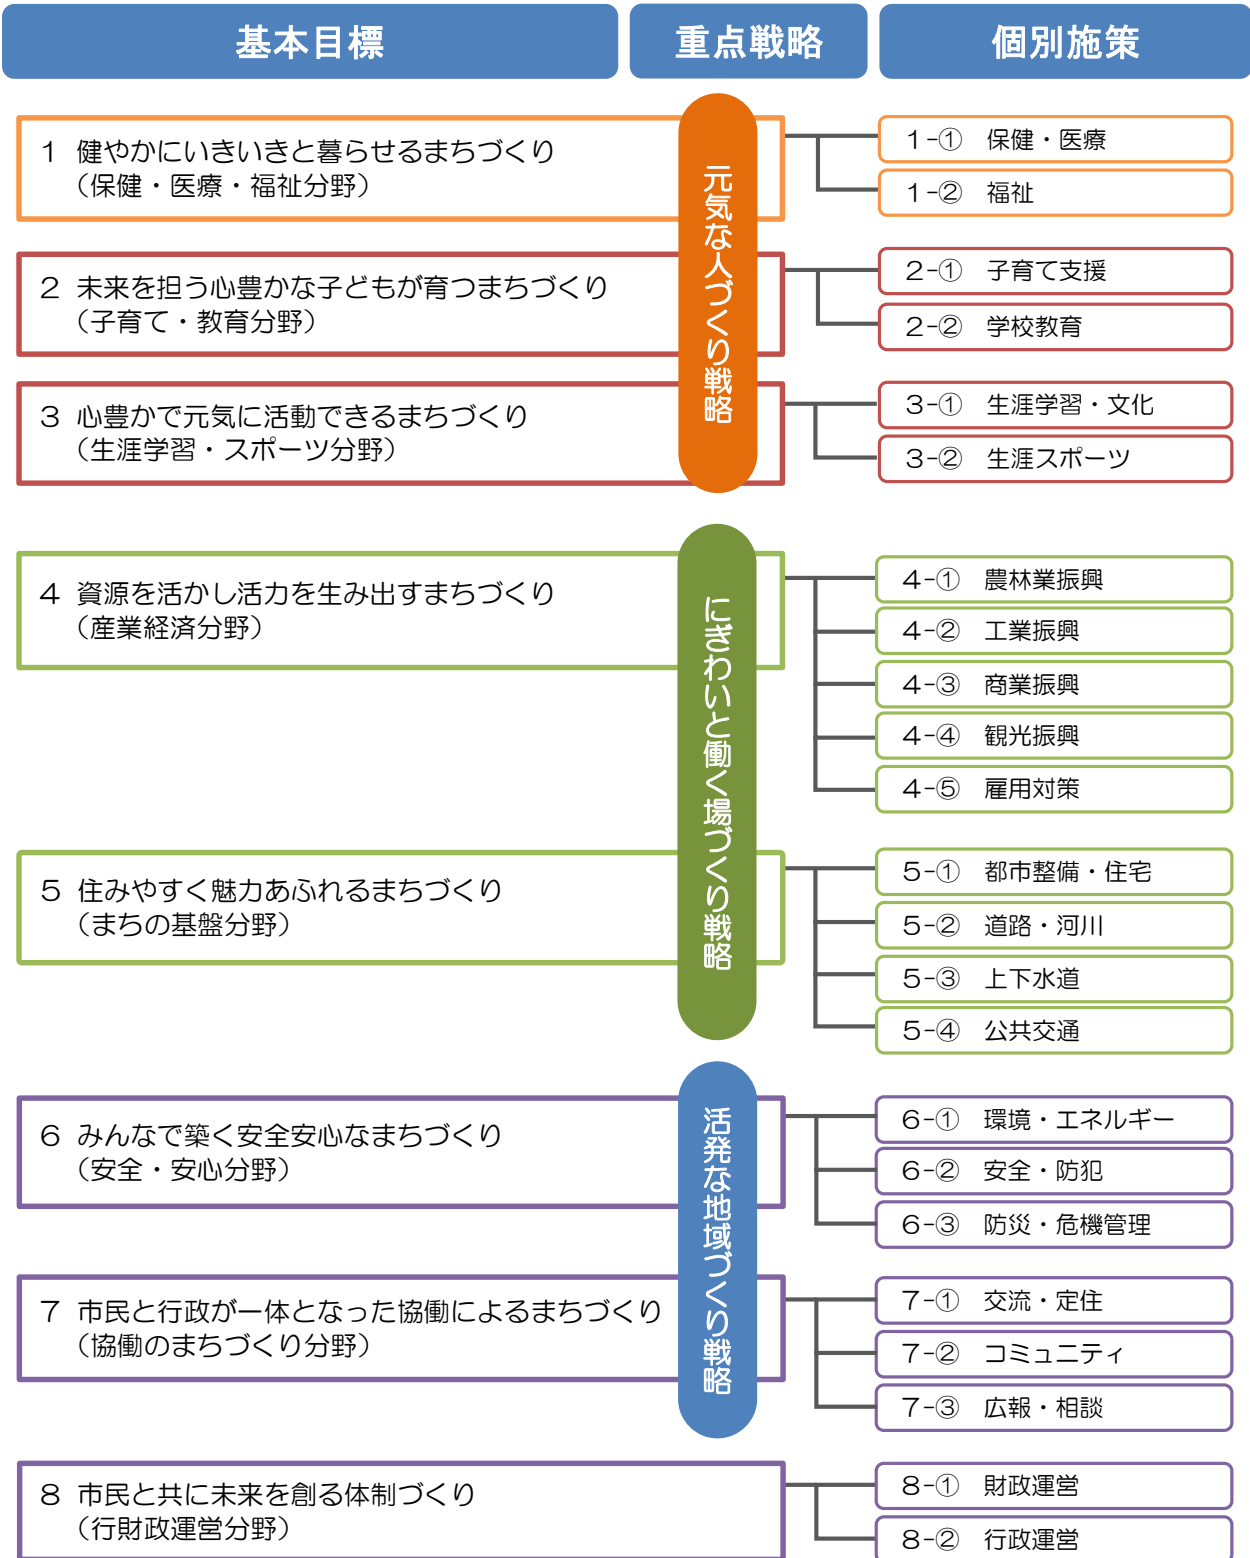 基本目標
重点戦略
個別施策
元気な人づくり戦略
1 健やかにいきいきと暮らせるまちづくり
（保健・医療・福祉分野）
1-① 保健・医療
1-② 福祉
2 未来を担う心豊かな子どもが育つまちづくり
（子育て・教育分野）
2-① 子育て支援
2-② 学校教育
3 心豊かで元気に活動できるまちづくり
（生涯学習・スポーツ分野）
3-① 生涯学習・文化
3-② 生涯スポーツ
にぎわいと働く場づくり戦略
4 資源を活かし活力を生み出すまちづくり
（産業経済分野）
4-① 農林業振興
4-② 工業振興
4-③ 商業振興
4-④ 観光振興
4-⑤ 雇用対策
5 住みやすく魅力あふれるまちづくり
（まちの基盤分野）
5-① 都市整備・住宅
5-② 道路・河川
5-③ 上下水道
5-④ 公共交通
活発な地域づくり戦略
6 みんなで築く安全安心なまちづくり
（安全・安心分野）
6-① 環境・エネルギー
6-② 安全・防犯
6-③ 防災・危機管理
7 市民と行政が一体となった協働によるまちづくり
（協働のまちづくり分野）
7-① 交流・定住
7-② コミュニティ
7-③ 広報・相談
8 市民と共に未来を創る体制づくり
（行財政運営分野）
8-① 財政運営
8-② 行政運営